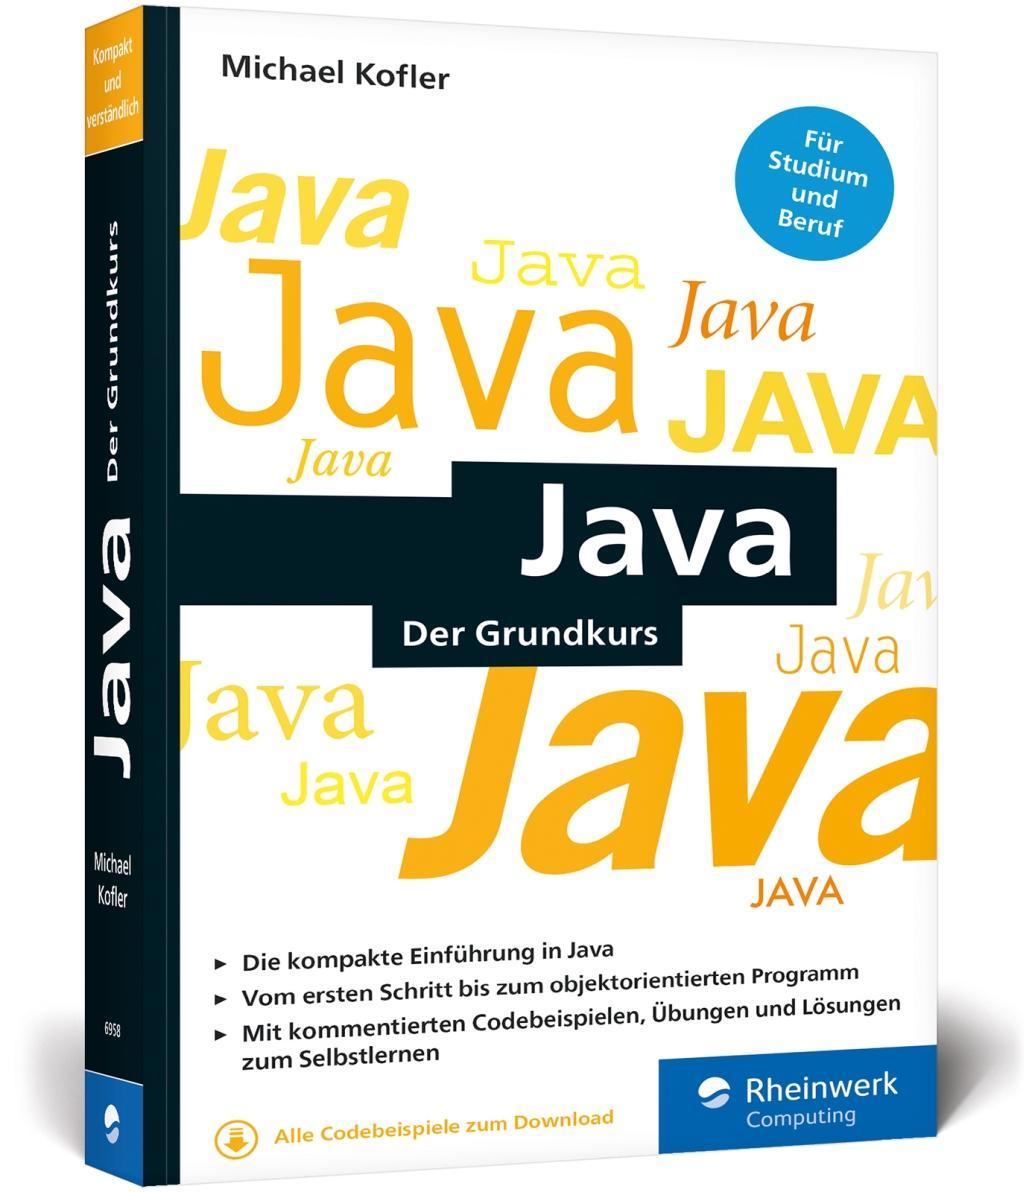 Kompakt
und
verständlich
Java Der Grundkurs
Michael
Kofler
6958
Michael Kofler
Für
Studium
und
Beruf
Java
Java
Java
Java
JAVA
Java
Java
Der Grundkurs
Jav
Java
Java
Java
Java
JAVA
► Die kompakte Einführung in Java
► Vom ersten Schritt bis zum objektorientierten Programm
► Mit kommentierten Codebeispielen, Übungen und Lösungen
zum Selbstlernen
Alle Codebeispiele zum Download
Rheinwerk
Computing